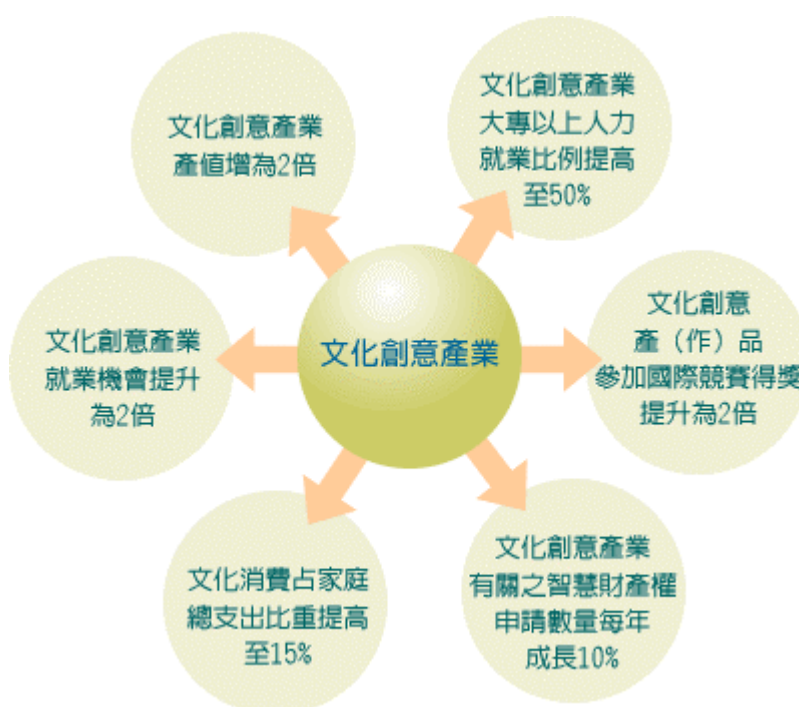 文化創意產業
產值增為2倍
文化創意產業
大專以上人力
就業比例提高
至50%
文化創意產業
就業機會提升
為2倍
文化創意產業
文化創意
產（作）品
參加國際競賽得獎
提升為2倍
文化消費占家庭
總支出比重提高
至15%
文化創意產業
有關之智慧財產權
申請數量每年
成長10%